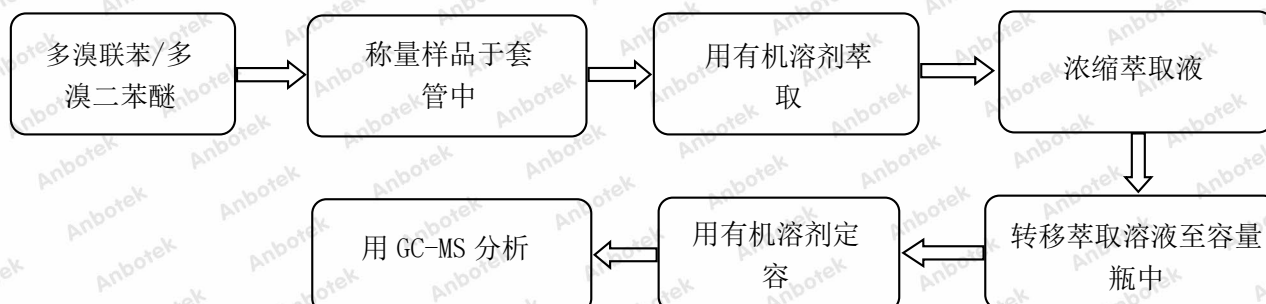 多溴联苯/多
溴二苯醚
称量样品于套
管中
用有机溶剂萃
取
浓缩萃取液
转移萃取溶液至容量
瓶中
用有机溶剂定
容
用 GC-MS 分析
Anbotek